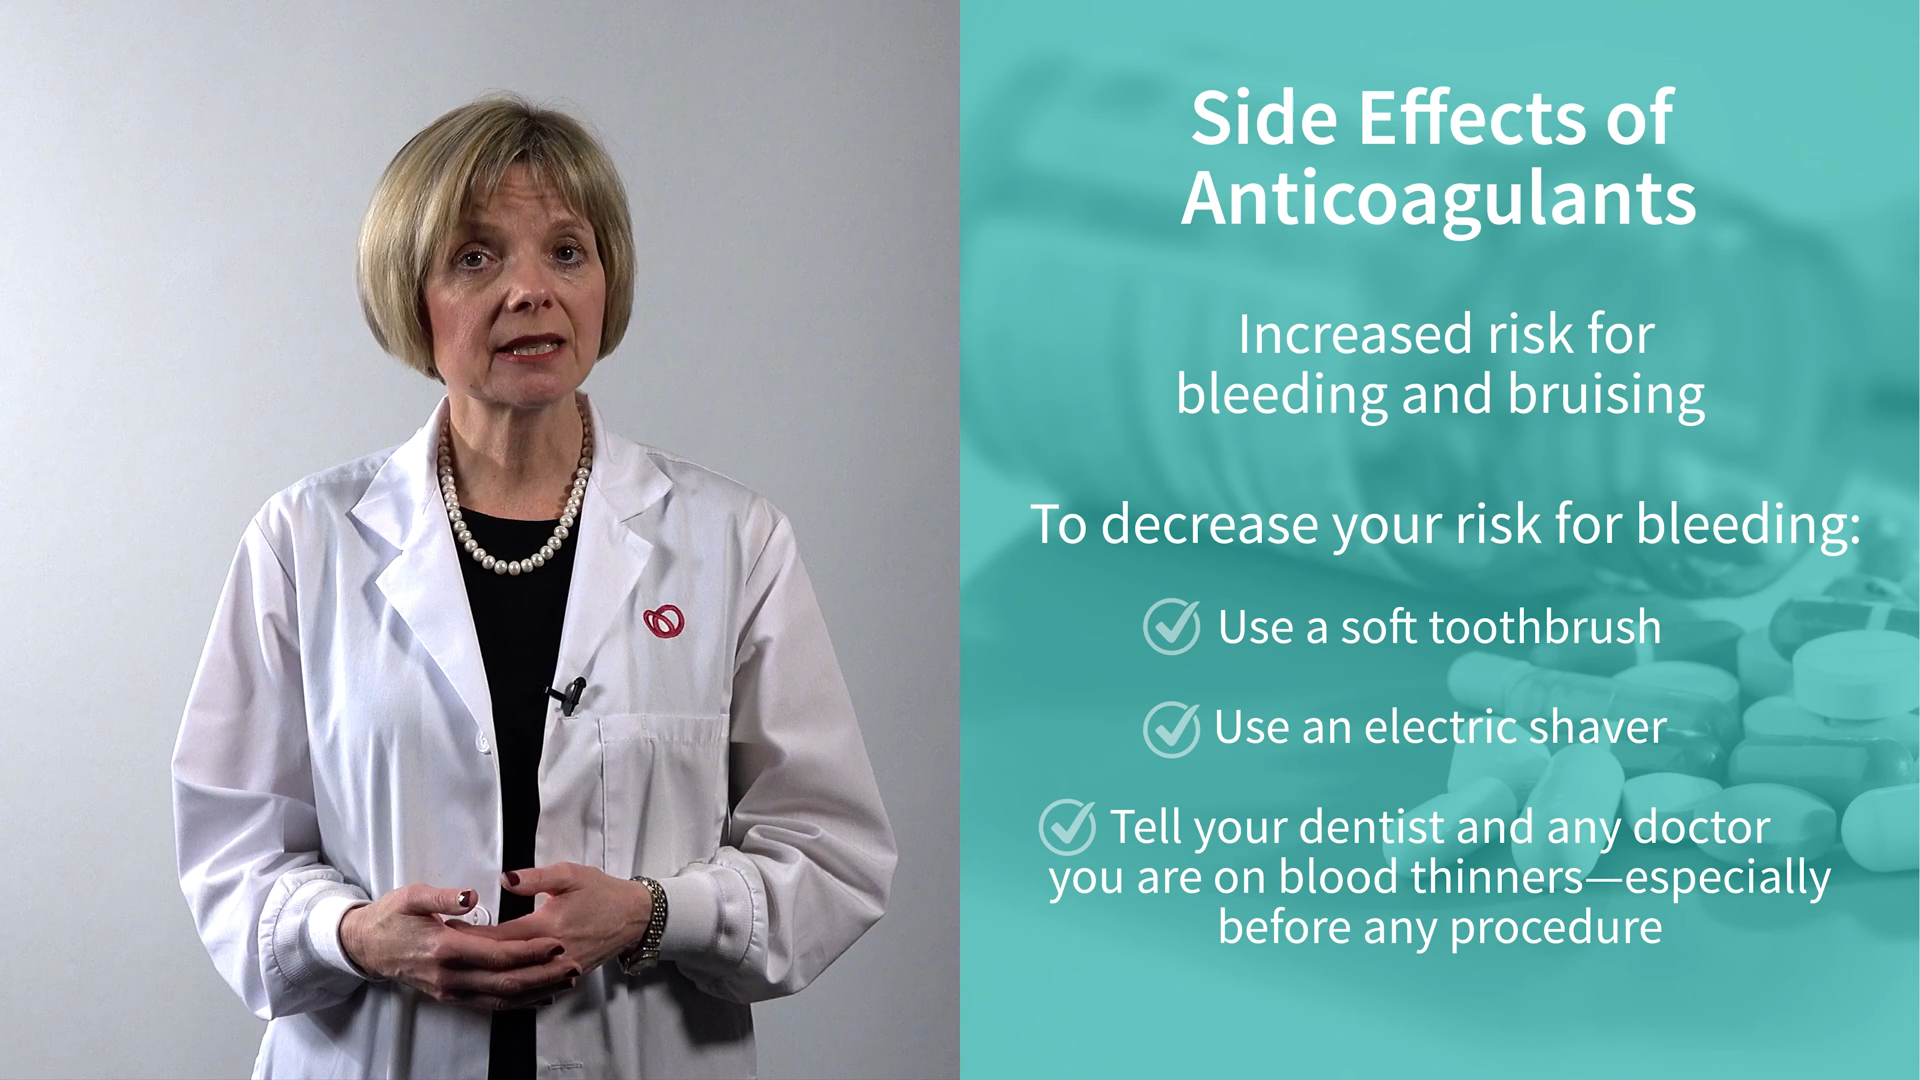 Side Effects of
Anticoagulants
Increased risk for
bleeding and bruising
To decrease your risk for bleeding:
Use a soft toothbrush
Use an electric shaver
Tell your dentist and any doctor
you are on blood thinners—especially
before any procedure